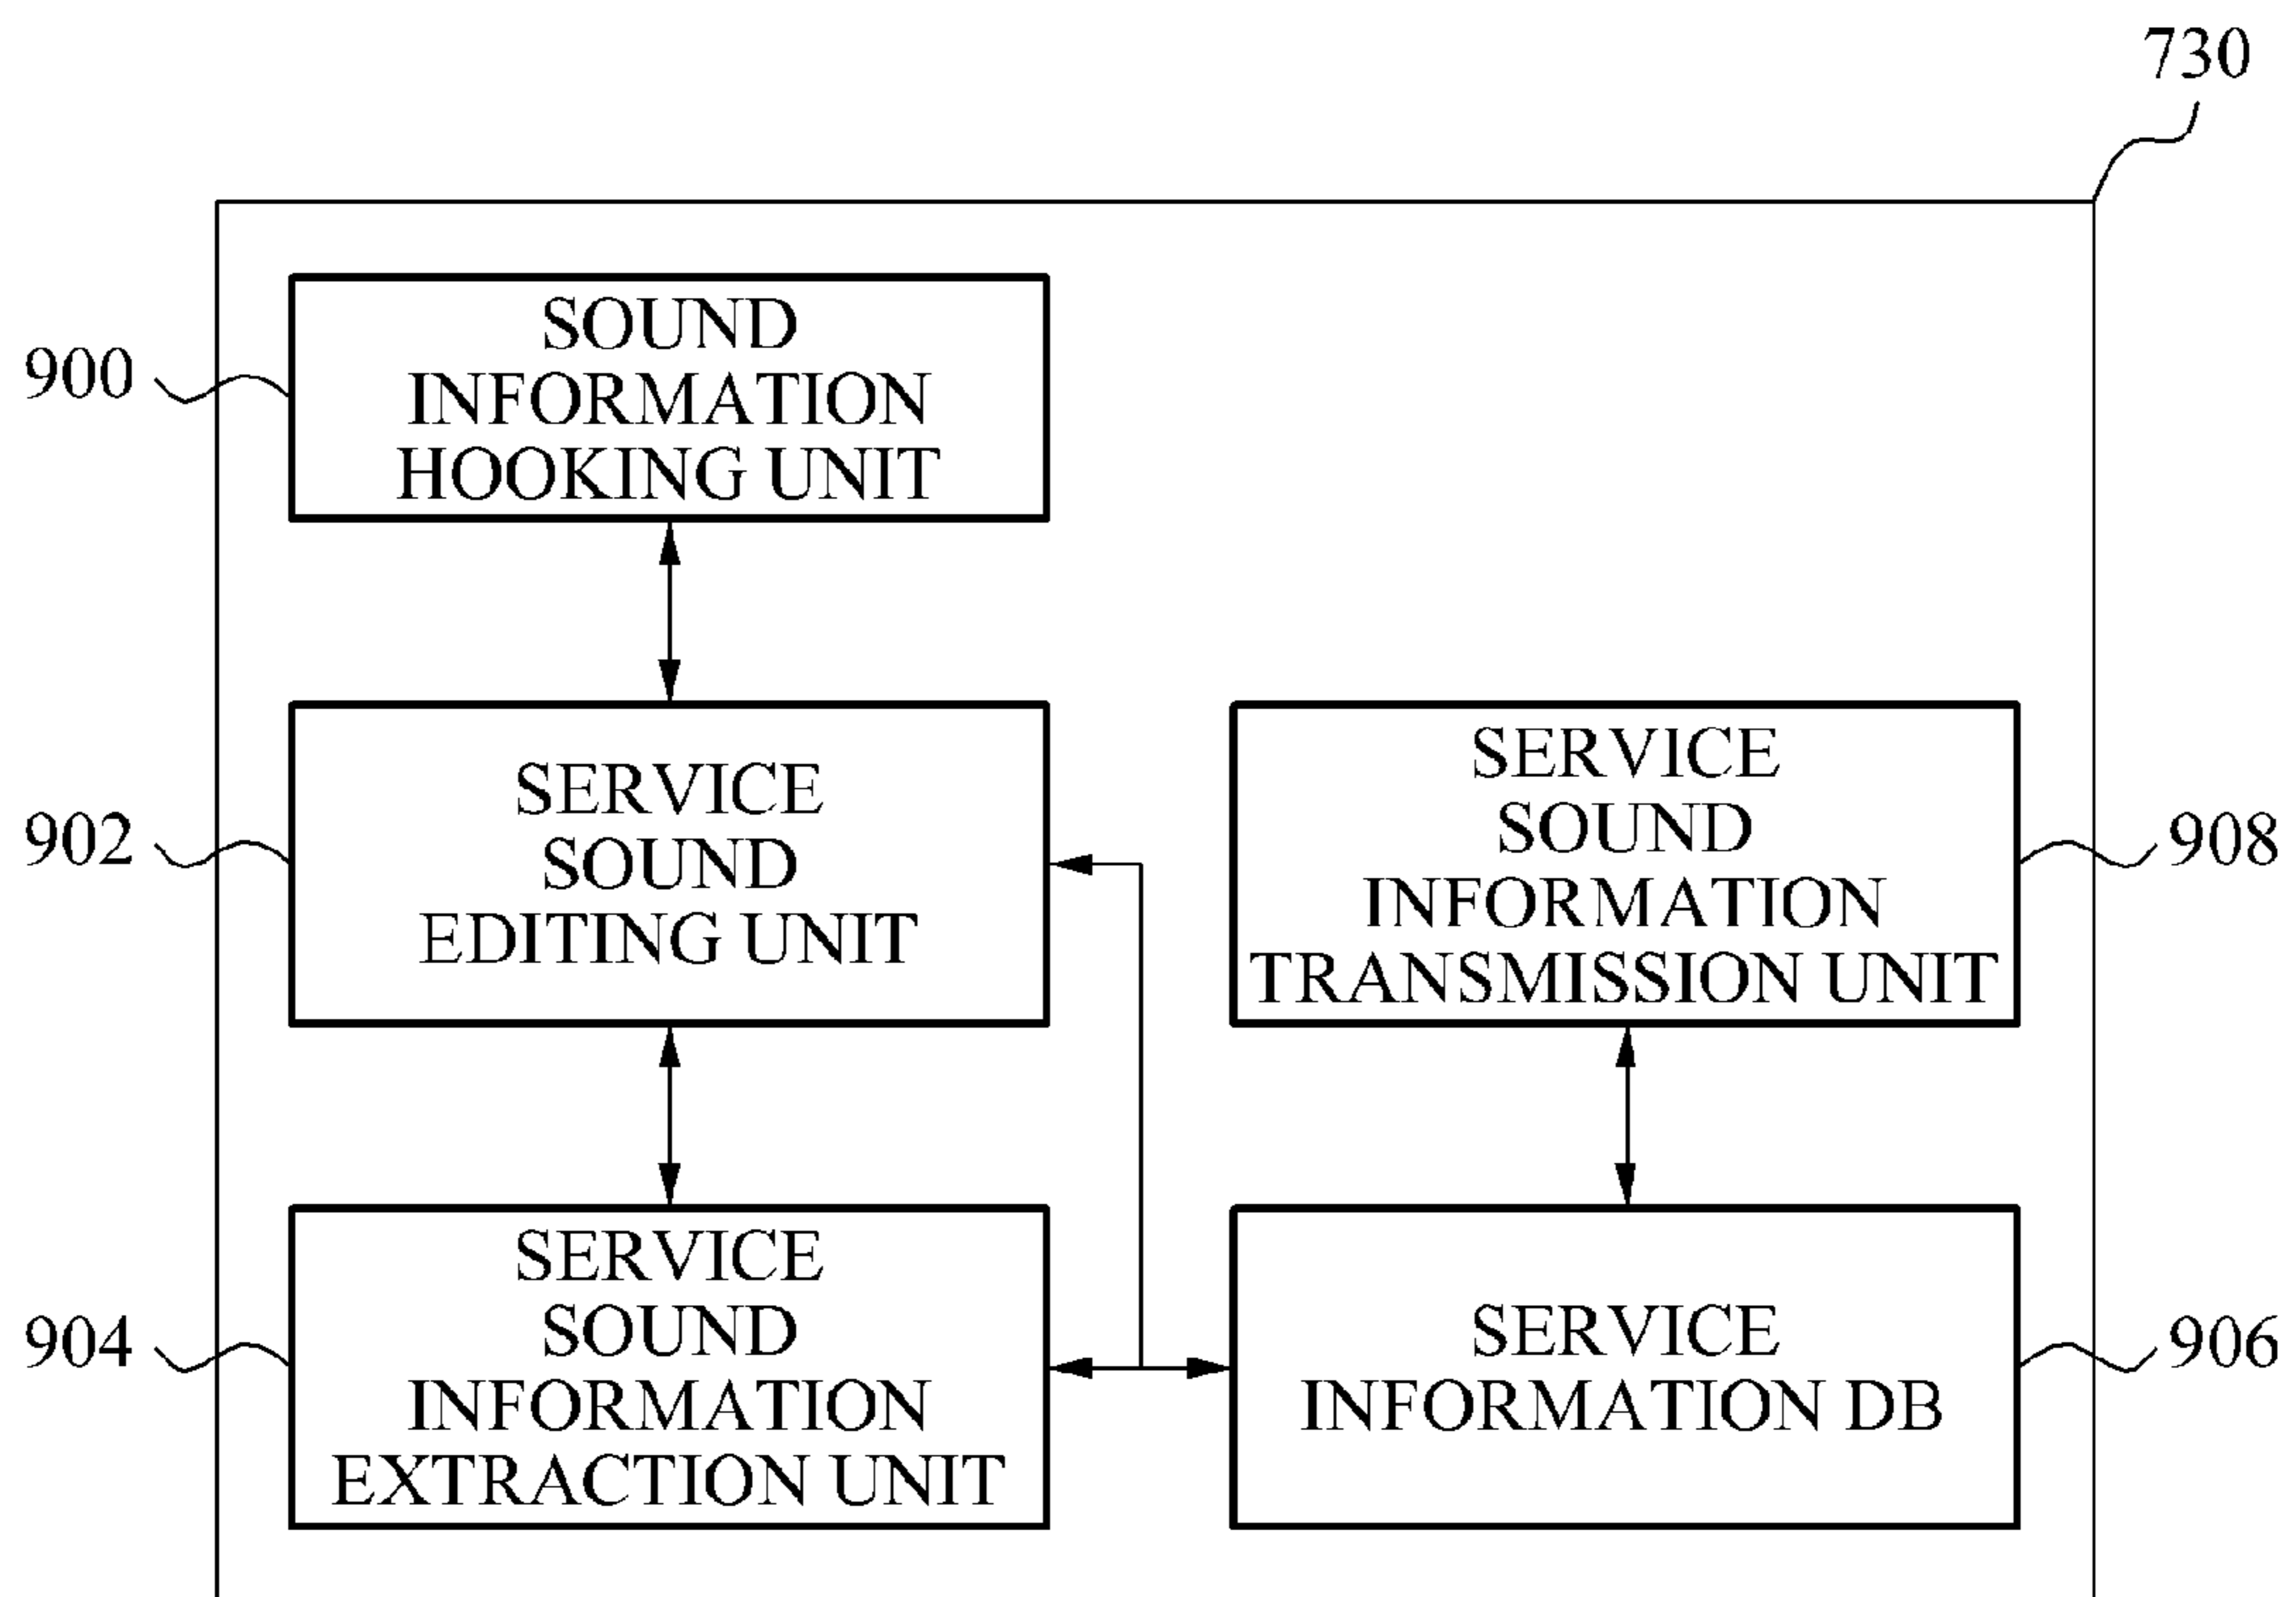 730
SOUND
INFORMATION
HOOKING UNIT
900
SERVICE
SOUND
EDITING UNIT
902
SERVICE
SOUND
INFORMATION
TRANSMISSION UNIT
908
SERVICE
SOUND
INFORMATION
EXTRACTION UNIT
904
SERVICE
INFORMATION DB
906